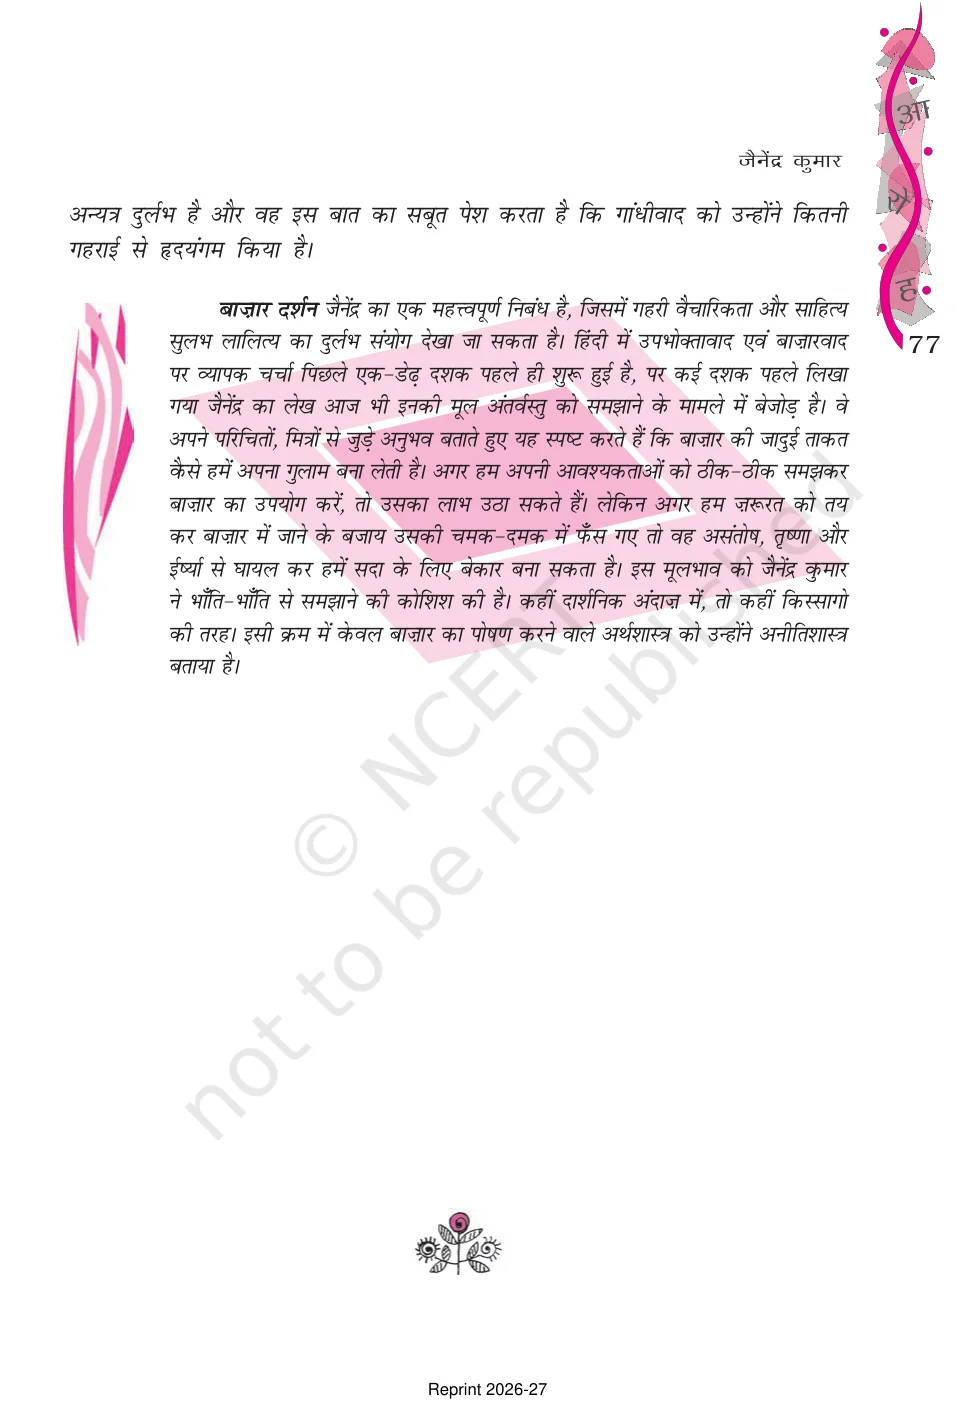 जैनेंद्र कुमार
अन्यत्र दुर्लभ है और वह इस बात का सबूत पेश करता है कि गांधीवाद को उन्होंने कितनी
गहराई से हृदयंगम किया है।
बाज़ार दर्शन जैनेंद्र का एक महत्त्वपूर्ण निबंध है, जिसमें गहरी वैचारिकता और साहित्य
सुलभ लालित्य का दुर्लभ संयोग देखा जा सकता है। हिंदी में उपभोक्तावाद एवं बाज़ारवाद
पर व्यापक चर्चा पिछले एक-डेढ़ दशक पहले ही शुरू हुई है, पर कई दशक पहले लिखा
गया जैनेंद्र का लेख आज भी इनकी मूल अंतर्वस्तु को समझाने के मामले में बेजोड़ है। वे
अपने परिचितों, मित्रों से जुड़े अनुभव बताते हुए यह स्पष्ट करते हैं कि बाज़ार की जादुई ताकत
कैसे हमें अपना गुलाम बना लेती है। अगर हम अपनी आवश्यकताओं को ठीक-ठीक समझकर
बाज़ार का उपयोग करें, तो उसका लाभ उठा सकते हैं। लेकिन अगर हम ज़रूरत को तय
कर बाज़ार में जाने के बजाय उसकी चमक-दमक में फँस गए तो वह असंतोष, तृष्णा और
ईर्ष्या से घायल कर हमें सदा के लिए बेकार बना सकता है। इस मूलभाव को जैनेंद्र कुमार
ने भाँति-भाँति से समझाने की कोशिश की है। कहीं दार्शनिक अंदाज़ में, तो कहीं किस्सागो
की तरह। इसी क्रम में केवल बाज़ार का पोषण करने वाले अर्थशास्त्र को उन्होंने अनीतिशास्त्र
बताया है।
आ
रो
ह
77
© NCERT
not to be republished
Reprint 2026-27